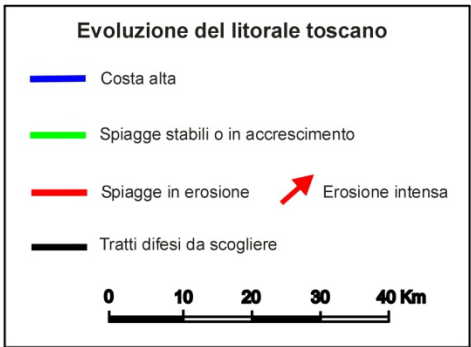 Evoluzione del litorale toscano
Costa alta
Spiagge stabili o in accrescimento
Spiagge in erosione Erosione intensa
Tratti difesi da scogliere
0 10 20 30 40 Km